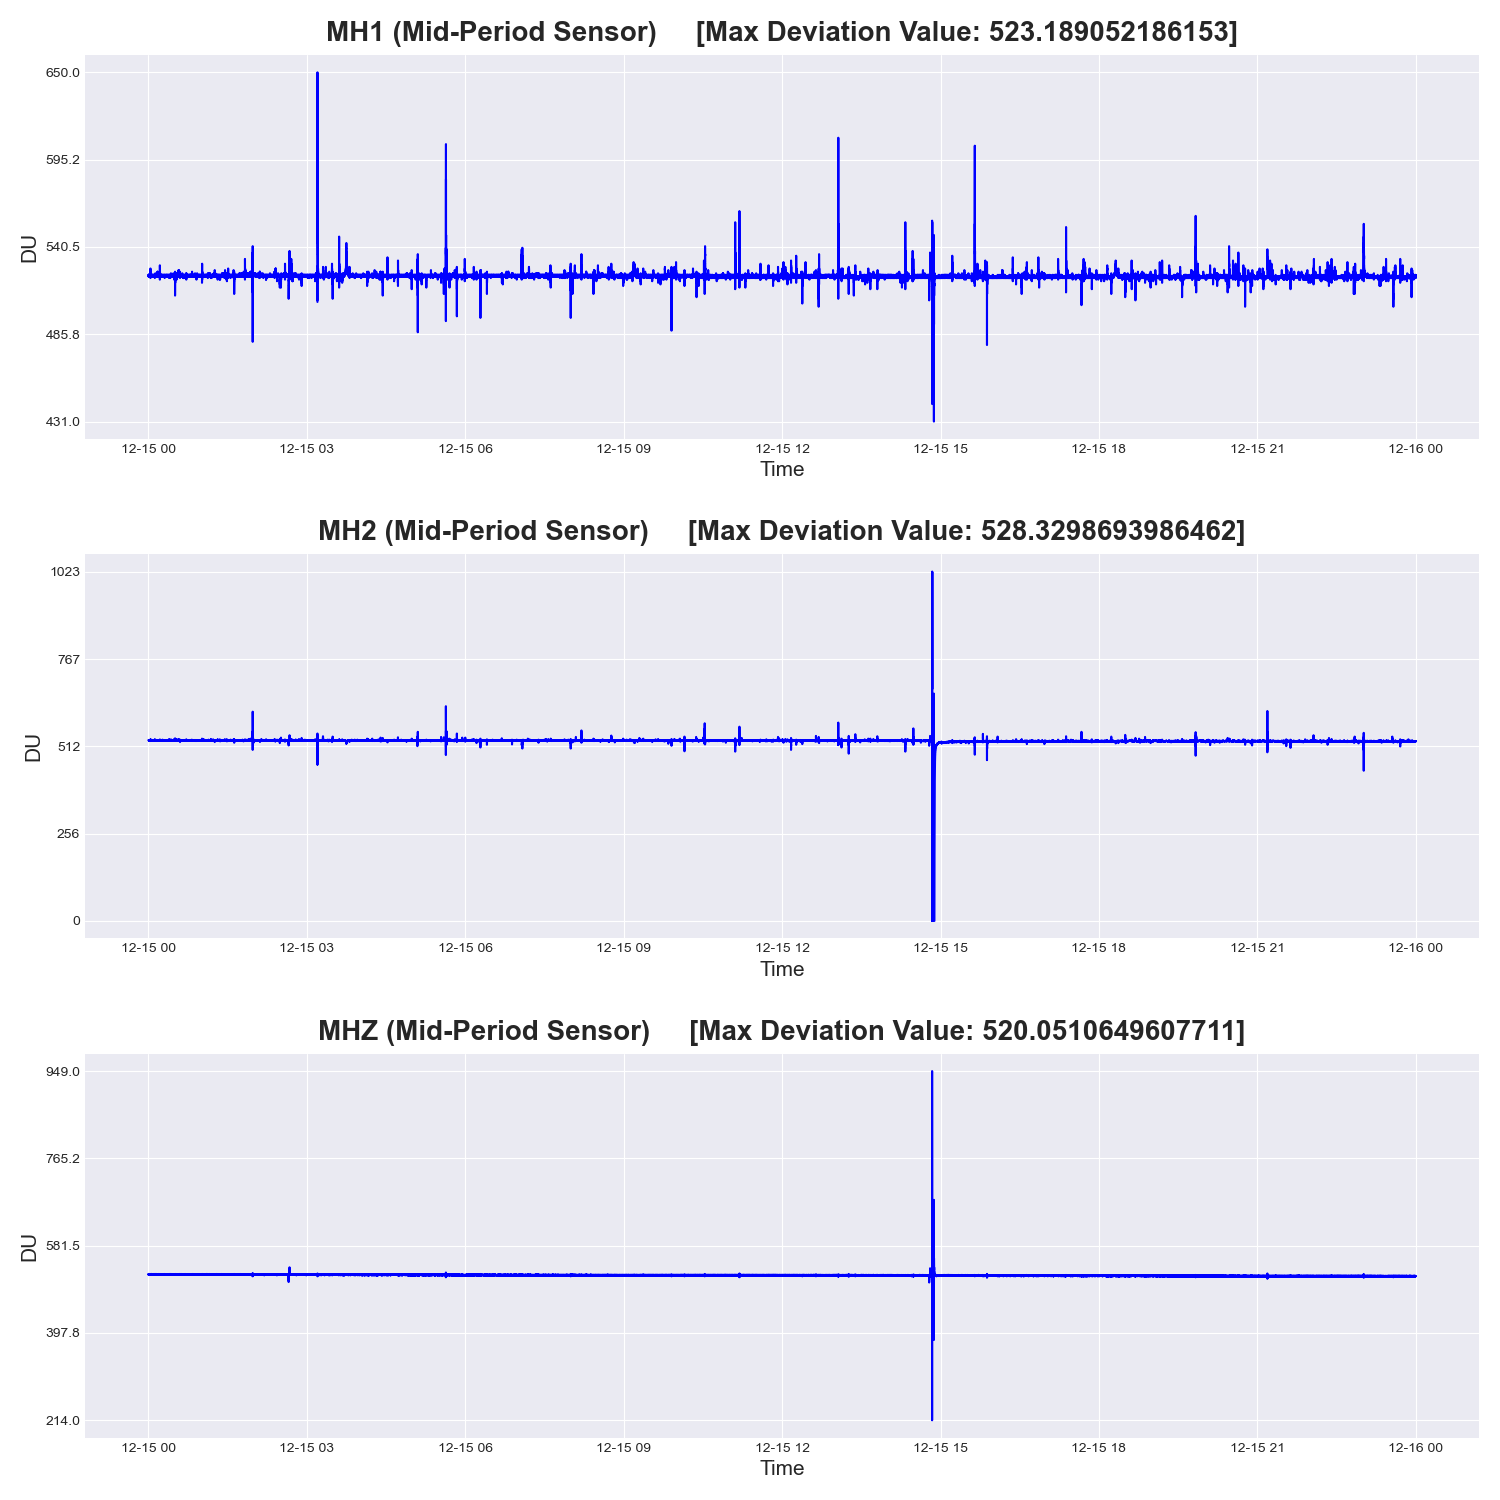 MH1 (Mid-Period Sensor) [Max Deviation Value: 523.189052186153]
650.0
595.2
540.5
485.8
431.0
DU
12-15 00 12-15 03 12-15 06 12-15 09 12-15 12 12-15 15 12-15 18 12-15 21 12-16 00
Time
MH2 (Mid-Period Sensor) [Max Deviation Value: 528.3298693986462]
1023
767
512
256
0
DU
12-15 00 12-15 03 12-15 06 12-15 09 12-15 12 12-15 15 12-15 18 12-15 21 12-16 00
Time
MHZ (Mid-Period Sensor) [Max Deviation Value: 520.0510649607711]
949.0
765.2
581.5
397.8
214.0
DU
12-15 00 12-15 03 12-15 06 12-15 09 12-15 12 12-15 15 12-15 18 12-15 21 12-16 00
Time